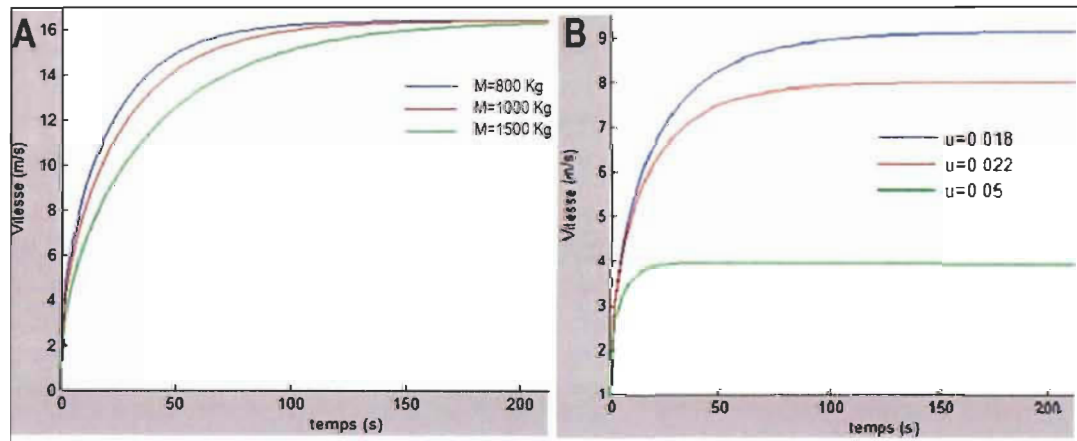 A
16
14
12
10
8
6
4
2
0
Vitesse (m/s)
M=800 Kg
M=1000 Kg
M=1500 Kg
0 50 100 150 200
temps (s)
B
9
8
7
6
5
4
3
2
1
Vitesse (m/s)
u=0 018
u=0 022
u=0 05
0 50 100 150 200
temps (s)